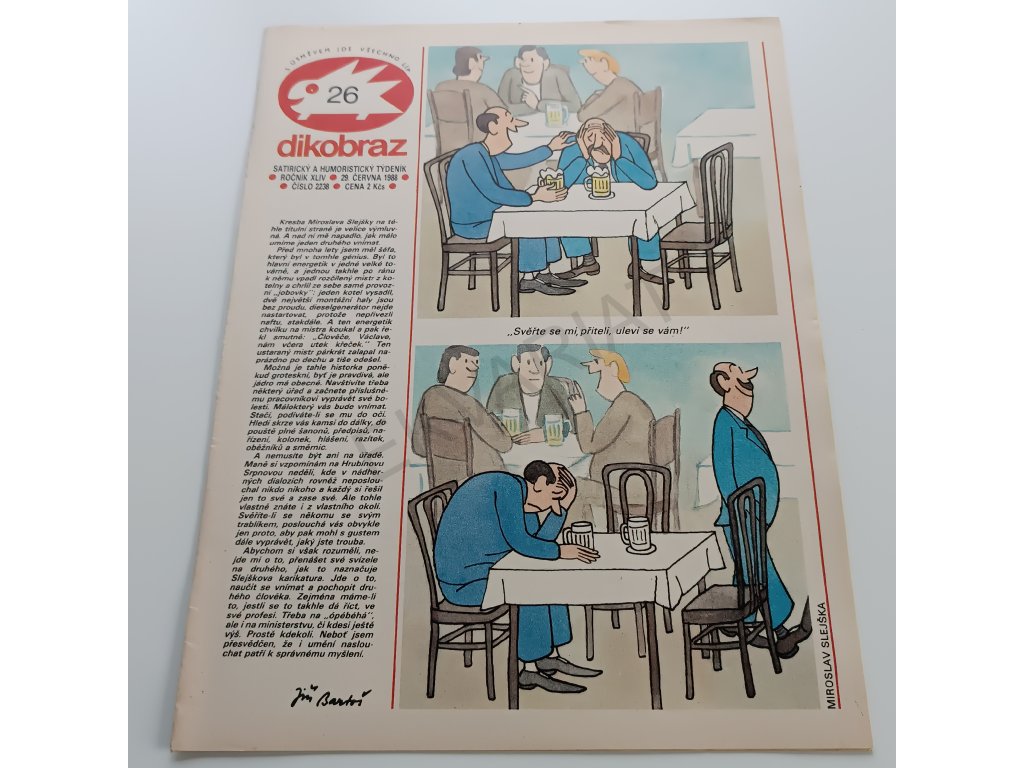 S ÚSMĚVEM JDE VŠECHNO LÍP
26
dikobraz
SATIRICKÝ A HUMORISTICKÝ TÝDENÍK
● ROČNÍK XLIV ● 29. ČERVNA 1988 ●
● ČÍSLO 2238 ● CENA 2 Kčs ●
Kresba Miroslava Slejšky na té-
hle titulní straně je velice výmluv-
ná. A nad ní mě napadlo, jak málo
umíme jeden druhého vnímat.
Před mnoha lety jsem měl šéfa,
který byl v tomhle génius. Byl to
hlavní energetik v jedné velké to-
várně, a jednou takhle po ránu
k němu vpadl rozčílený mistr z ko-
telny a chrlil ze sebe samé provoz-
ní „jobovky“: jeden kotel vysadil,
dvě největší montážní haly jsou
bez proudu, dieselgenerátor nejde
nastartovat, protože nepřivezli
naftu, atakdále. A ten energetik
chvilku na mistra koukal a pak ře-
kl smutně: „Člověče, Václave,
nám včera utek křeček.“ Ten
ustaraný mistr párkrát zalapal na-
prázdno po dechu a tiše odešel.
Možná je tahle historka poně-
kud groteskní, byť je pravdivá, ale
jádro má obecné. Navštivte třeba
některý úřad a začnete příslušné-
mu pracovníkovi vyprávět své bo-
lesti. Málokterý vás bude vnímat.
Stačí, podíváte-li se mu do očí.
Hledí skrze vás kamsi do dálky, do
pouště plné šanonů, předpisů, na-
řízení, kolonek, hlášení, razítek,
oběžníků a směrnic.
A nemusíte být ani na úřadě.
Maně si vzpomínám na Hrubínovu
Srpnovou neděli, kde v nádher-
ných dialozích rovněž neposlou-
chal nikdo nikoho a každý si řešil
jen to své a zase své. Ale tohle
vlastně znáte i z vlastního okolí.
Svěříte-li se někomu se svým
trablíkem, poslouchá vás obvykle
jen proto, aby pak mohl s gustem
dále vyprávět, jaký jste trouba.
Abychom si však rozuměli, ne-
jde mi o to, přenášet své svízele
na druhého, jak to naznačuje
Slejškova karikatura. Jde o to,
naučit se vnímat a pochopit dru-
hého člověka. Zejména máme-li
to, jestli se to takhle dá říct, ve
své profesi. Třeba na „ópébéhá“,
ale i na ministerstvu, či kdesi ještě
výš. Prostě kdekoli. Neboť jsem
přesvědčen, že i umění naslou-
chat patří k správnému myšlení.
Jiří Bartoš
„Svěřte se mi, příteli, uleví se vám!“
MIROSLAV SLEJŠKA